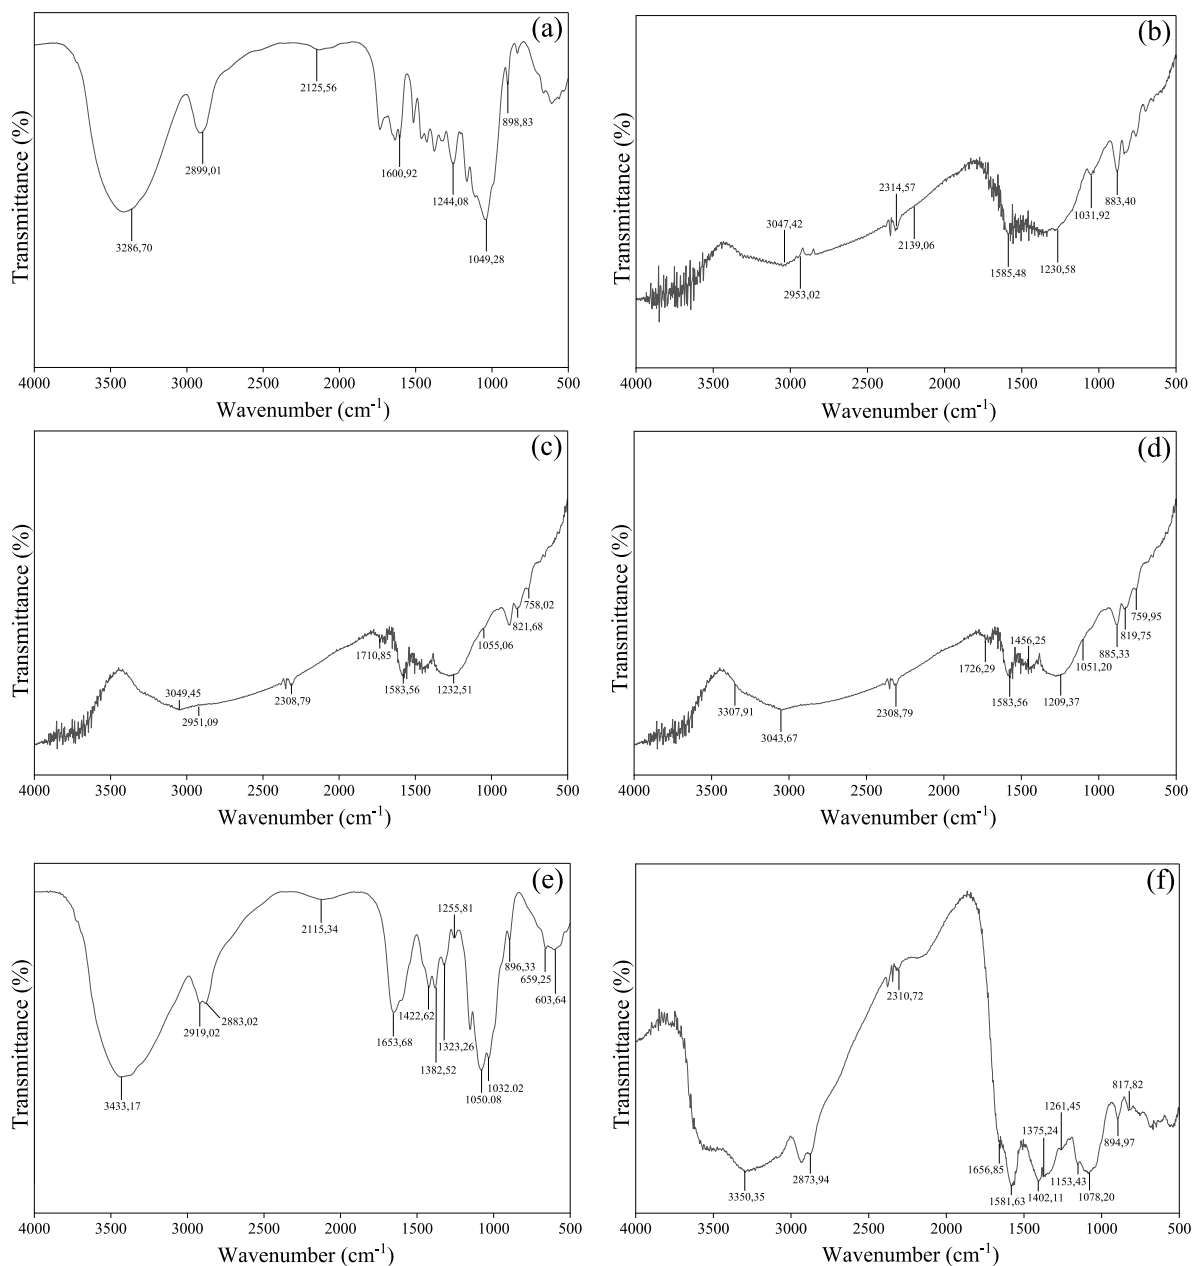 (a)
Transmittance (%)
2125,56
898,83
2899,01
1600,92
1244,08
3286,70
1049,28
4000 3500 3000 2500 2000 1500 1000 500
Wavenumber (cm-1)
(b)
Transmittance (%)
2314,57
3047,42
883,40
1031,92
2139,06
1585,48
1230,58
2953,02
4000 3500 3000 2500 2000 1500 1000 500
Wavenumber (cm-1)
(c)
Transmittance (%)
758,02
821,68
1055,06
1710,85
3049,45
1583,56
1232,51
2308,79
2951,09
4000 3500 3000 2500 2000 1500 1000 500
Wavenumber (cm-1)
(d)
Transmittance (%)
759,95
819,75
1456,25
885,33
1051,20
1726,29
1583,56
1209,37
3307,91
2308,79
3043,67
4000 3500 3000 2500 2000 1500 1000 500
Wavenumber (cm-1)
(e)
Transmittance (%)
1255,81
2115,34
896,33
659,25
603,64
2919,02
2883,02
1422,62
1653,68
1323,26
1382,52
1032.02
1050.08
3433,17
4000 3500 3000 2500 2000 1500 1000 500
Wavenumber (cm-1)
(f)
Transmittance (%)
2310,72
817,82
1261,45
1375,24
894,97
1656,85
1153,43
2873,94
3350,35
1581,63
1402,11
1078,20
4000 3500 3000 2500 2000 1500 1000 500
Wavenumber (cm-1)